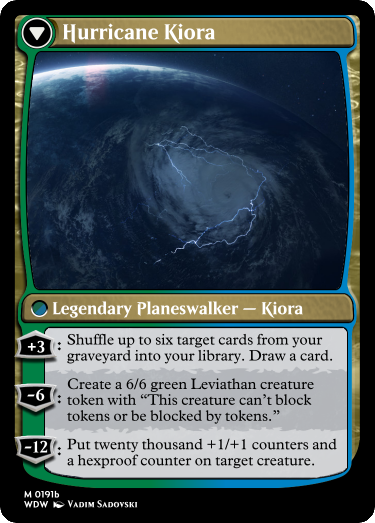 Hurricane Kiora
Legendary Planeswalker — Kiora
+3: Shuffle up to six target cards from your
graveyard into your library. Draw a card.
-6: Create a 6/6 green Leviathan creature
token with “This creature can’t block
tokens or be blocked by tokens.”
-12: Put twenty thousand +1/+1 counters and
a hexproof counter on target creature.
M 0191b
WDW Vadim Sadovski